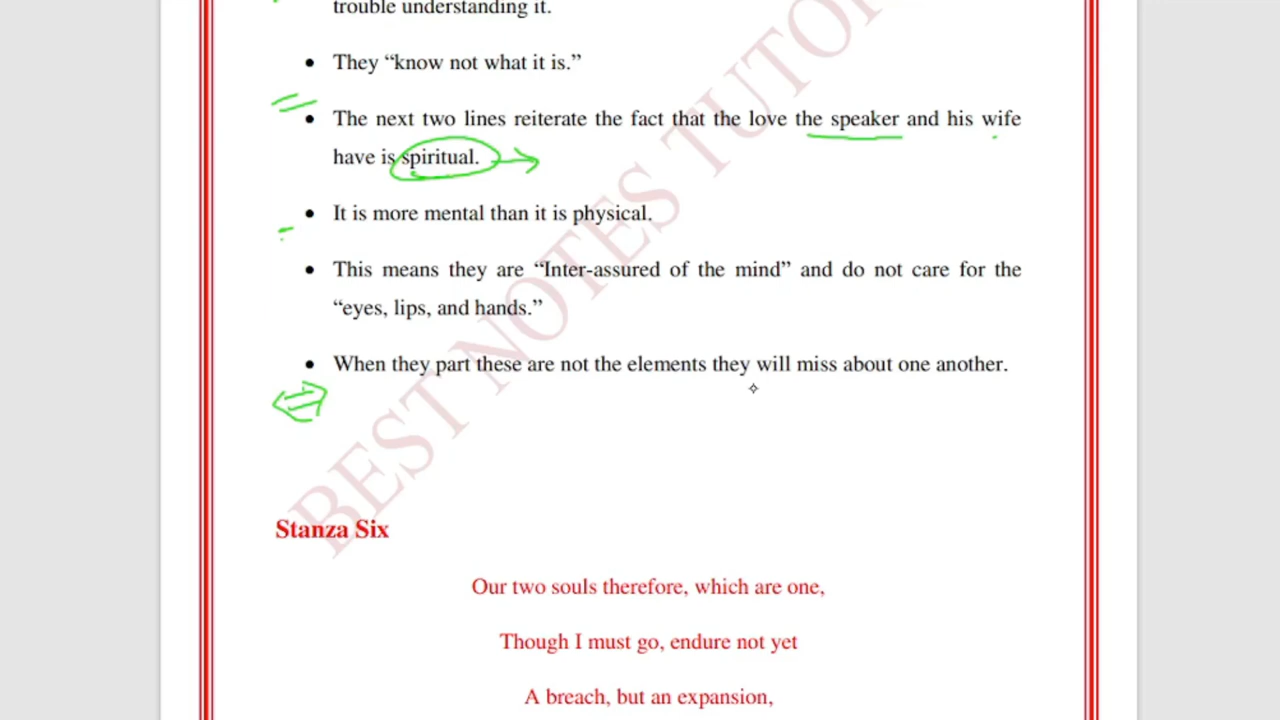 trouble understanding it.
• They “know not what it is.”
• The next two lines reiterate the fact that the love the speaker and his wife
have is spiritual.
• It is more mental than it is physical.
• This means they are “Inter-assured of the mind” and do not care for the
“eyes, lips, and hands.”
• When they part these are not the elements they will miss about one another.
BEST NOTES TUTOR
Stanza Six
Our two souls therefore, which are one,
Though I must go, endure not yet
A breach, but an expansion,